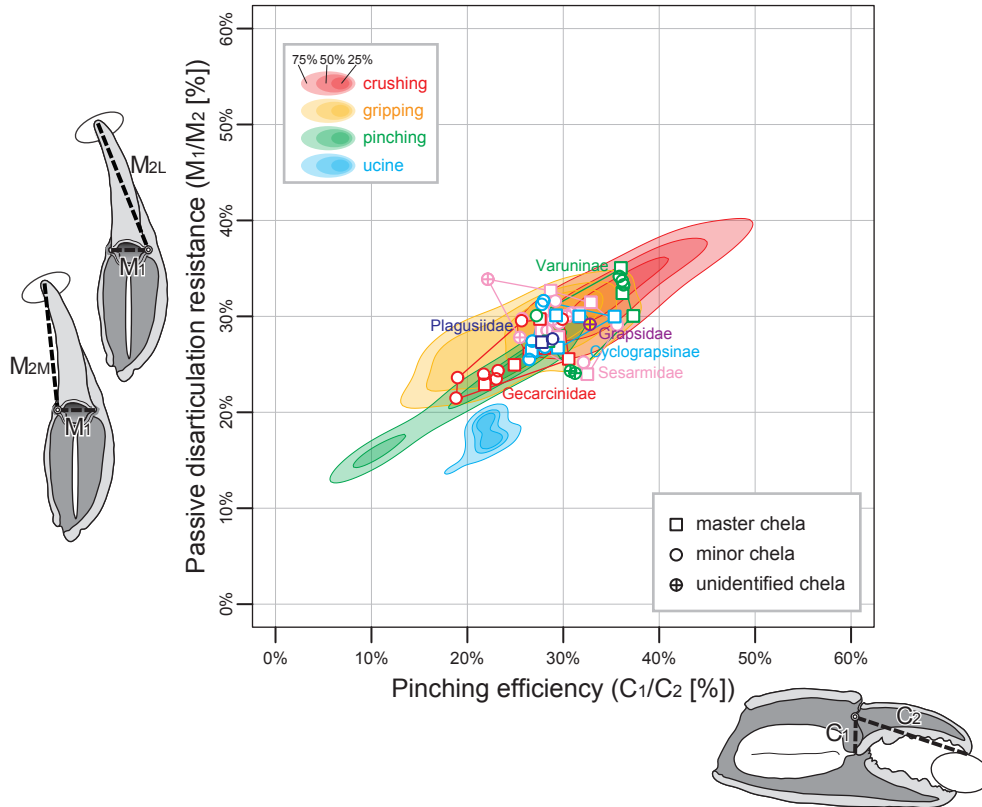 60%
50%
40%
30%
20%
10%
0%
Passive disarticulation resistance (M1/M2 [%])
75% 50% 25%
crushing
gripping
pinching
ucine
M2L
M1
M2M
M1
Varuninae
Plagusiidae
Grapsidae
Cyclograpsinae
Sesarmidae
Gecarcinidae
master chela
minor chela
unidentified chela
0% 10% 20% 30% 40% 50% 60%
Pinching efficiency (C1/C2 [%])
C2
C1